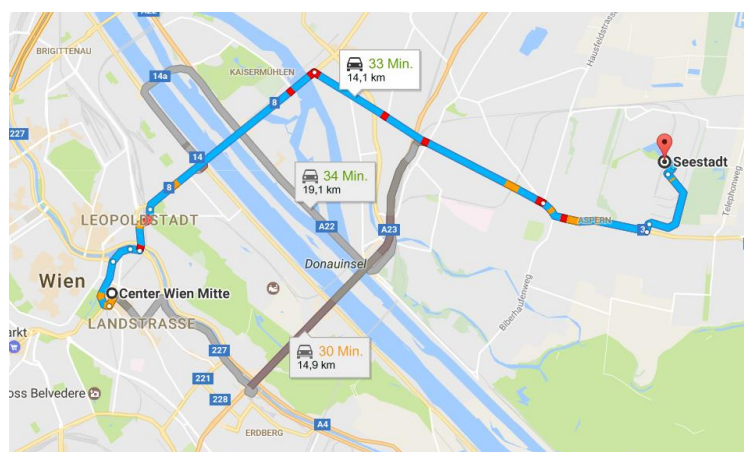 BRIGITTENAU
14a
KAISERMÜHLEN
33 Min.
14,1 km
Hausfeldstraße
227
8
14
8
34 Min.
19,1 km
Seestadt
Telephonweg
LEOPOLDSTADT
A22
A23
ASPERN
3
Donauinsel
Wien
Center Wien Mitte
Biberhaufenweg
LANDSTRASSE
arkt
30 Min.
14,9 km
227
221
228
oss Belvedere
A4
ERDBERG